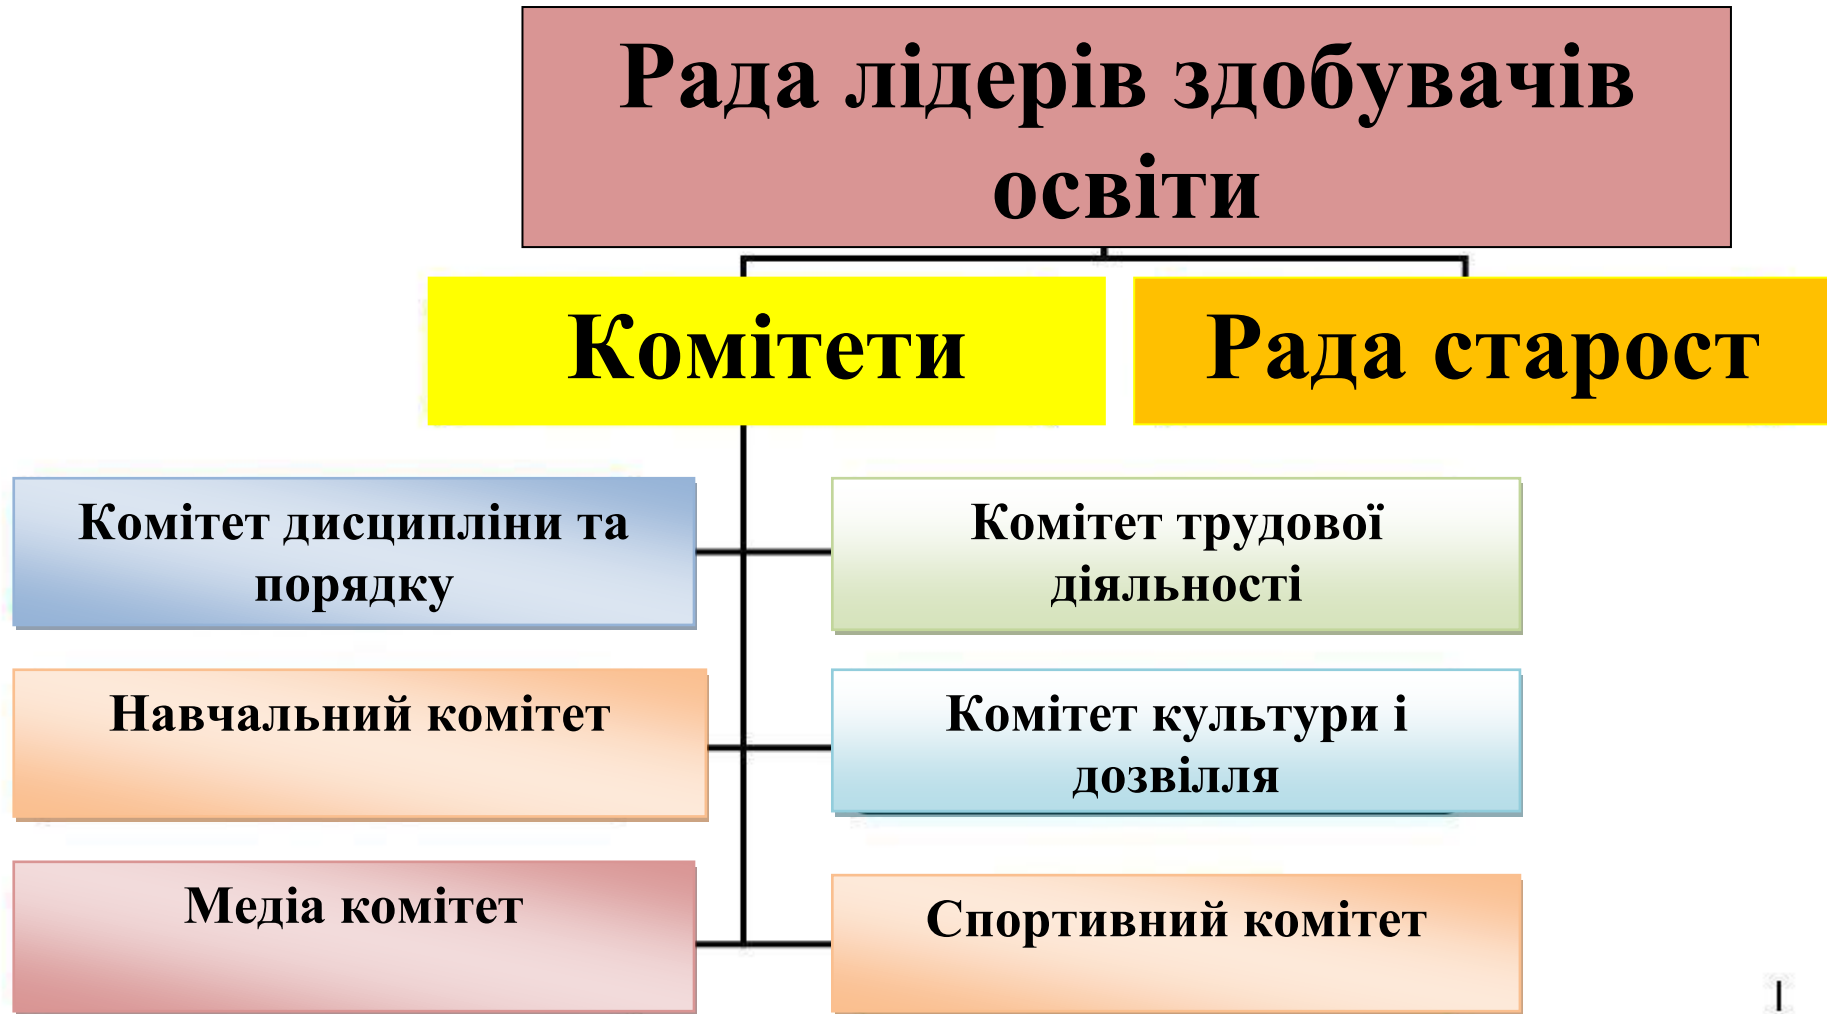 Рада лідерів здобувачів
освіти
Комітети
Рада старост
Комітет дисципліни та
порядку
Комітет трудової
діяльності
Навчальний комітет
Комітет культури і
дозвілля
Медіа комітет
Спортивний комітет